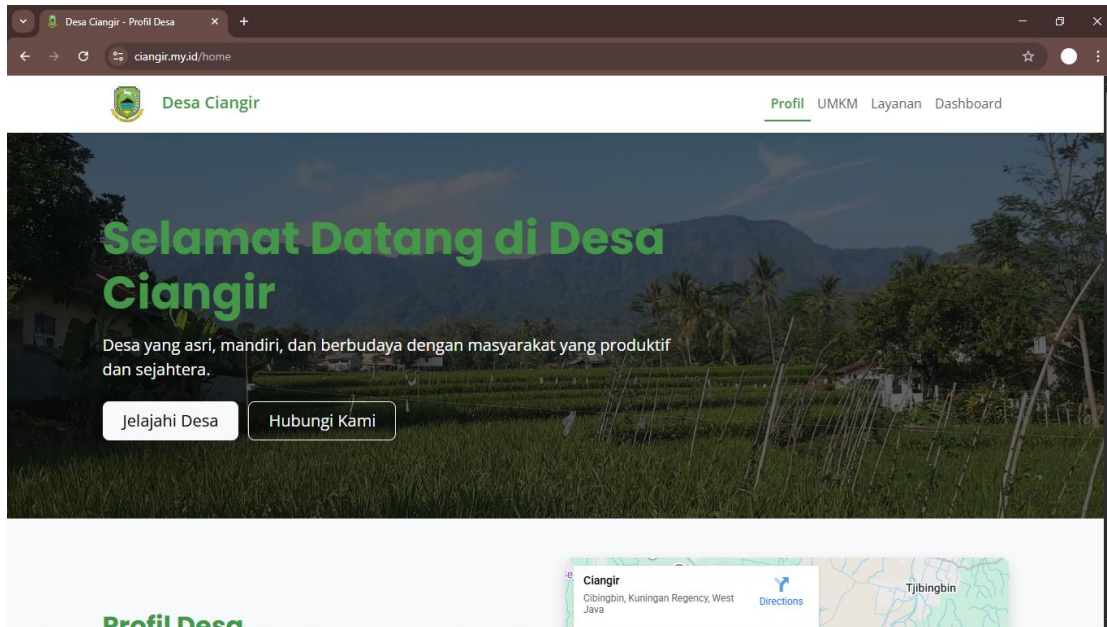 Desa Ciangir - Profil Desa
ciangir.my.id/home
Desa Ciangir
Profil UMKM Layanan Dashboard
Selamat Datang di Desa
Ciangir
Desa yang asri, mandiri, dan berbudaya dengan masyarakat yang produktif
dan sejahtera.
Jelajahi Desa Hubungi Kami
Profil Desa
Ciangir
Cibingbin, Kuningan Regency, West
Java
Directions
Tjibingbin